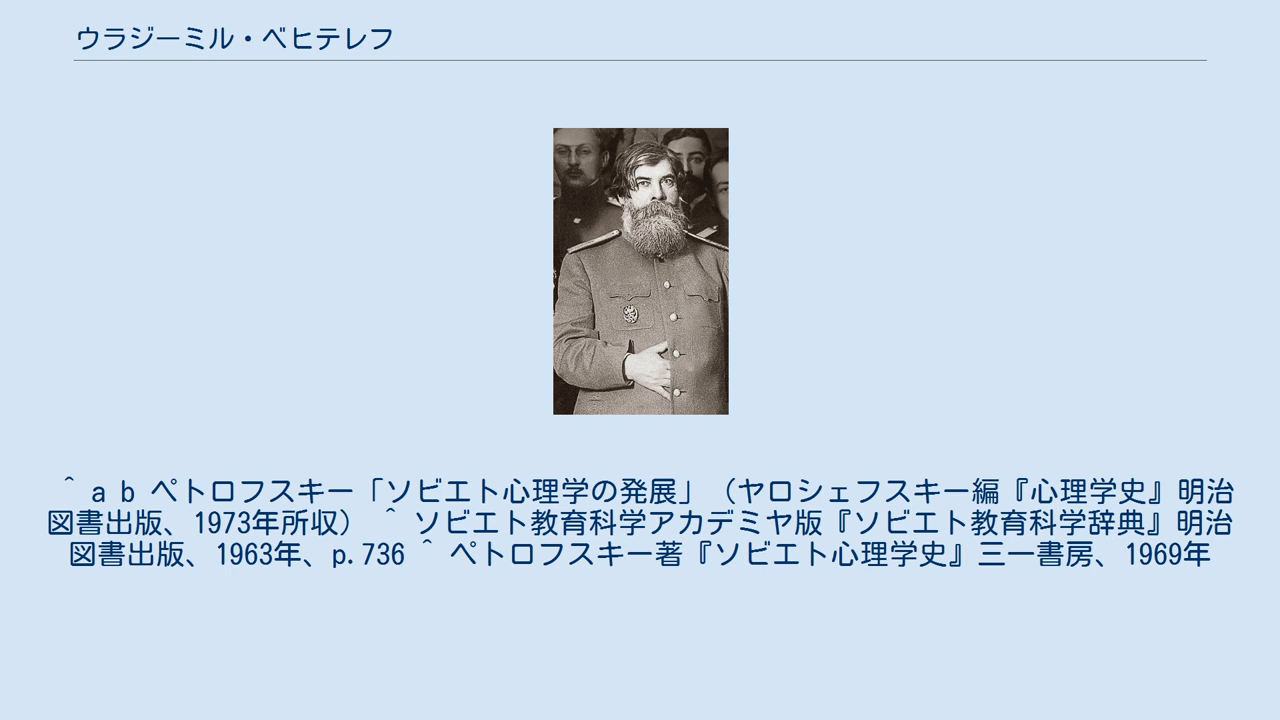 ウラジーミル・ベヒテレフ
^ a b ペトロフスキー「ソビエト心理学の発展」（ヤロシェフスキー編『心理学史』明治
図書出版、1973年所収） ^ ソビエト教育科学アカデミヤ版『ソビエト教育科学辞典』明治
図書出版、1963年、p.736 ^ ペトロフスキー著『ソビエト心理学史』三一書房、1969年